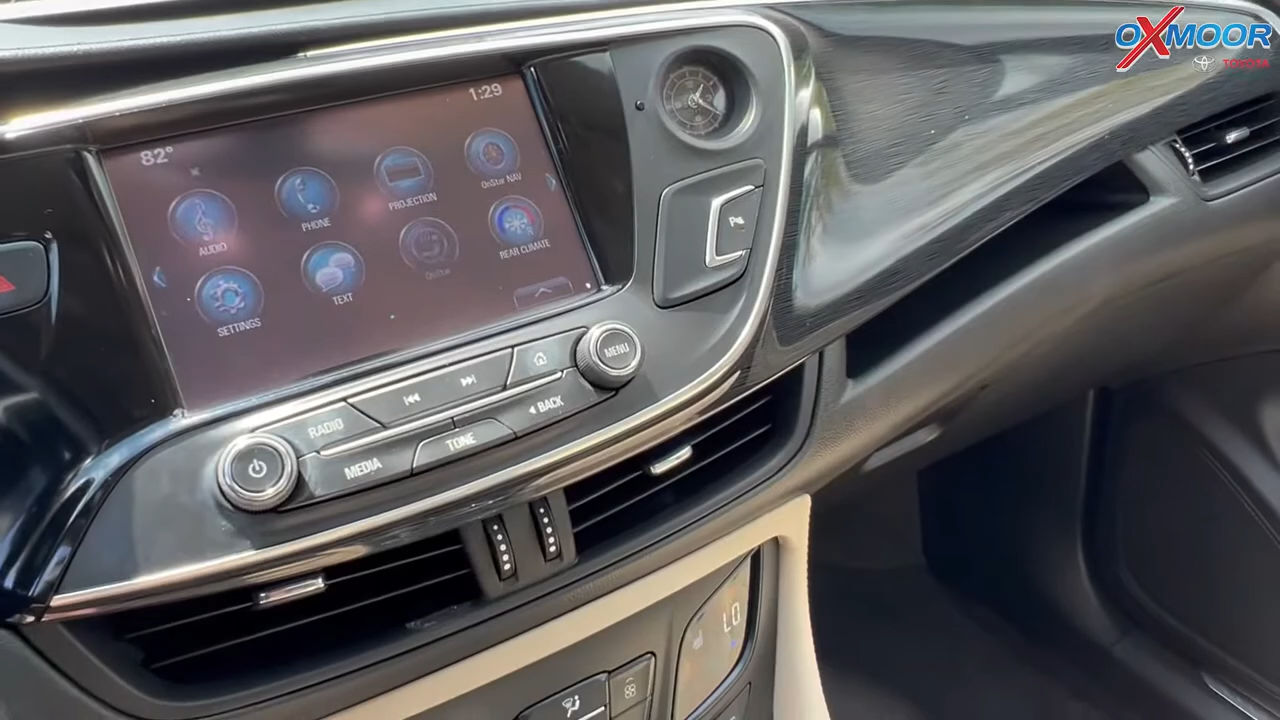 OXMOOR
TOYOTA
1:29
82°
AUDIO
PHONE
PROJECTION
OnStar NAV
SETTINGS
TEXT
OnStar
REAR CLIMATE
MENU
RADIO
BACK
MEDIA
TONE
LO